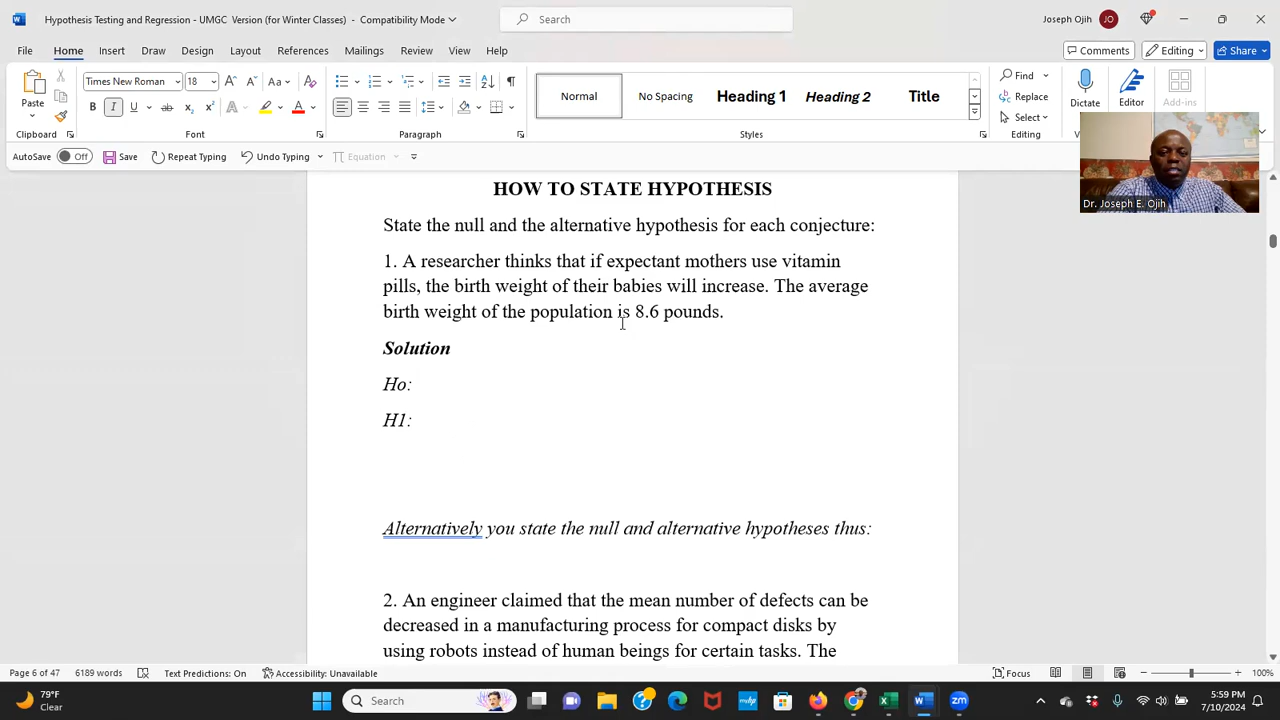 Hypothesis Testing and Regression - UMGC Version (for Winter Classes) - Compatibility Mode
Search
Joseph Ojih
JO
File Home Insert Draw Design Layout References Mailings Review View Help
Comments
Editing
Share
Paste
Clipboard
Times New Roman
18
Font
Paragraph
Normal
No Spacing
Heading 1
Heading 2
Title
Styles
Find
Replace
Select
Editing
Dictate
Editor
Add-ins
AutoSave Off Save Repeat Typing Undo Typing Equation
Dr. Joseph E. Ojih
HOW TO STATE HYPOTHESIS
State the null and the alternative hypothesis for each conjecture:
1. A researcher thinks that if expectant mothers use vitamin
pills, the birth weight of their babies will increase. The average
birth weight of the population is 8.6 pounds.
Solution
Ho:
H1:
Alternatively you state the null and alternative hypotheses thus:
2. An engineer claimed that the mean number of defects can be
decreased in a manufacturing process for compact disks by
using robots instead of human beings for certain tasks. The
Page 6 of 47 6189 words Text Predictions: On Accessibility: Unavailable Focus 100%
79°F
Clear
Search
5:59 PM
7/10/2024